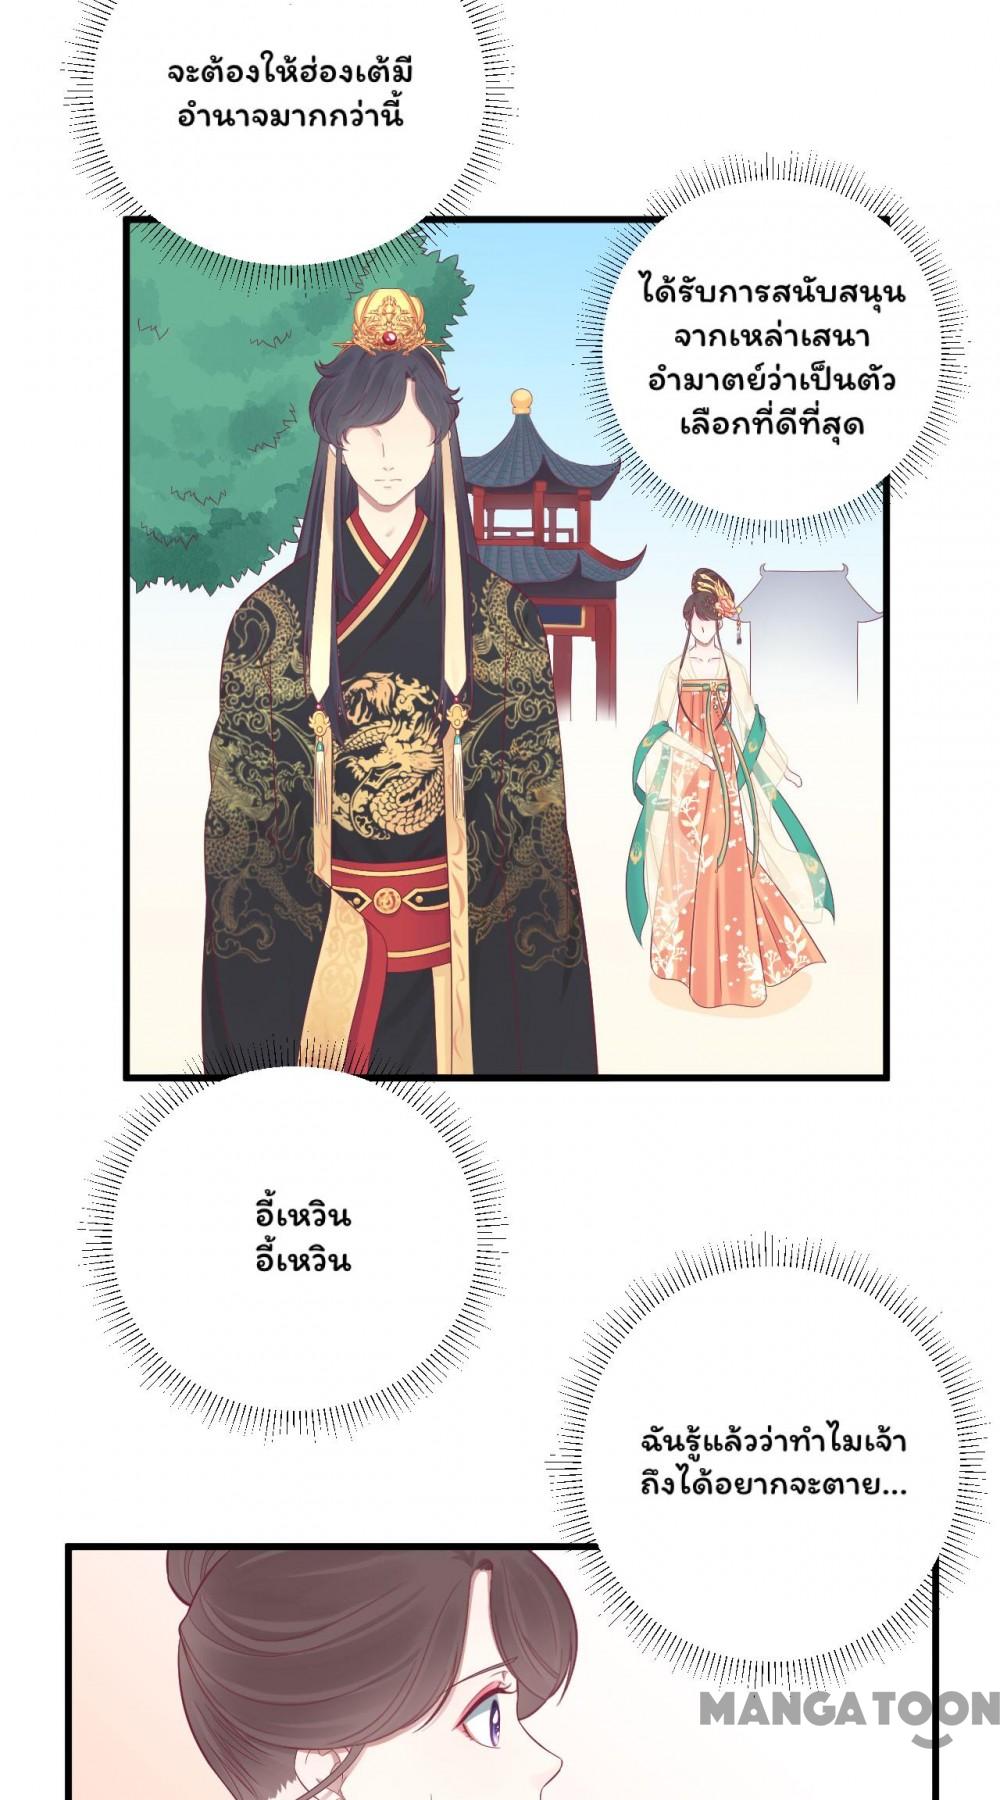 จะต้องให้ฮ่องเต้มี
อำนาจมากกว่านี้
ได้รับการสนับสนุน
จากเหล่าเสนา
อำมาตย์ว่าเป็นตัว
เลือกที่ดีที่สุด
อี้เหวิน
อี้เหวิน
ฉันรู้แล้วว่าทำไมเจ้า
ถึงได้อยากจะตาย...
MANGATOON